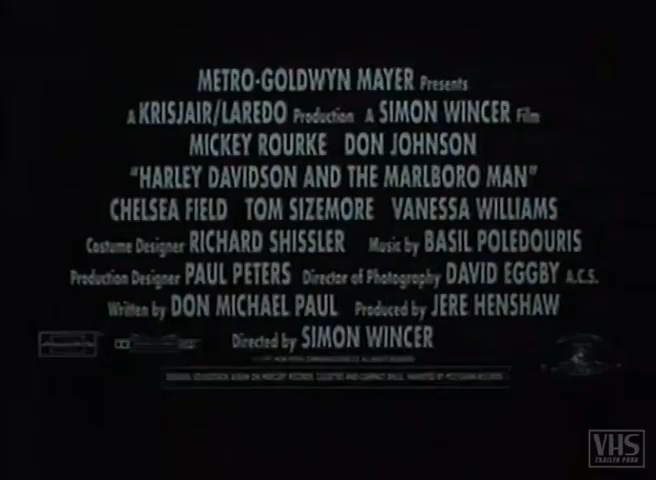 METRO-GOLDWYN MAYER Presents
A KRISJAIR/LAREDO Production A SIMON WINCER Film
MICKEY ROURKE DON JOHNSON
"HARLEY DAVIDSON AND THE MARLBORO MAN"
CHELSEA FIELD TOM SIZEMORE VANESSA WILLIAMS
Costume Designer RICHARD SHISSLER Music by BASIL POLEDOURIS
Production Designer PAUL PETERS Director of Photography DAVID EGGBY A.C.S.
Written by DON MICHAEL PAUL Produced by JERE HENSHAW
Directed by SIMON WINCER
VHS
TRAILER PARK